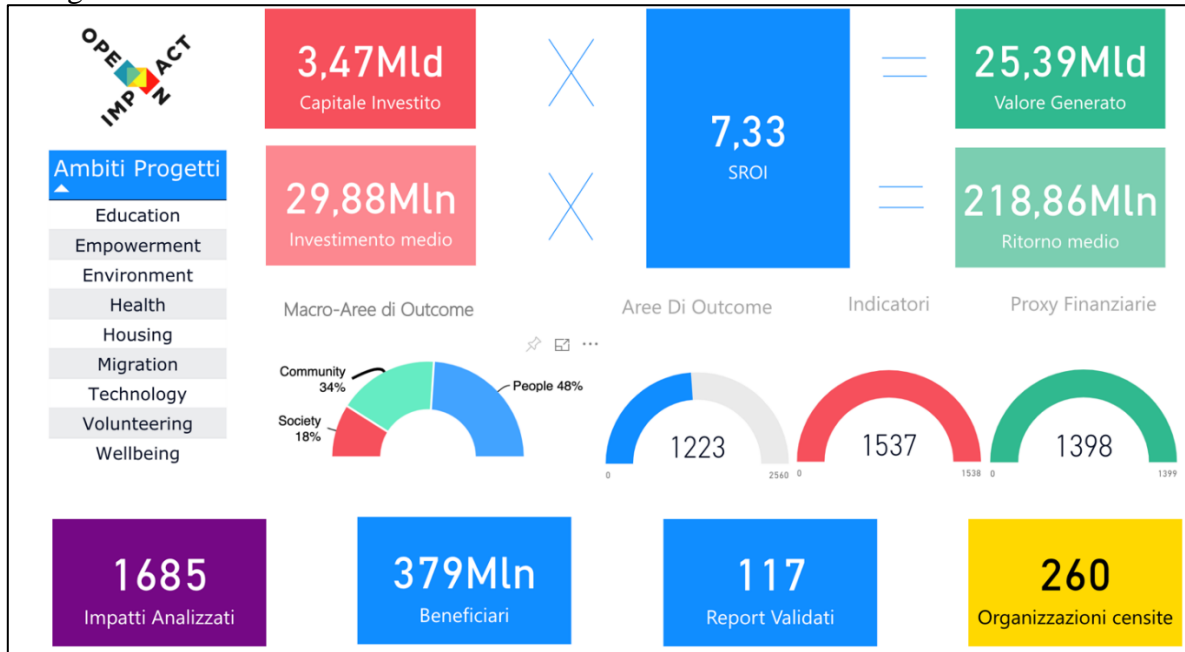 OPEN IMPACT
3,47Mld
Capitale Investito
7,33
SROI
25,39Mld
Valore Generato
Ambiti Progetti
Education
Empowerment
Environment
Health
Housing
Migration
Technology
Volunteering
Wellbeing
29,88Mln
Investimento medio
218,86Mln
Ritorno medio
Macro-Aree di Outcome
Community
34%
People 48%
Society
18%
Aree Di Outcome
1223
0
2560
Indicatori
1537
0
1538
Proxy Finanziarie
1398
0
1399
1685
Impatti Analizzati
379Mln
Beneficiari
117
Report Validati
260
Organizzazioni censite